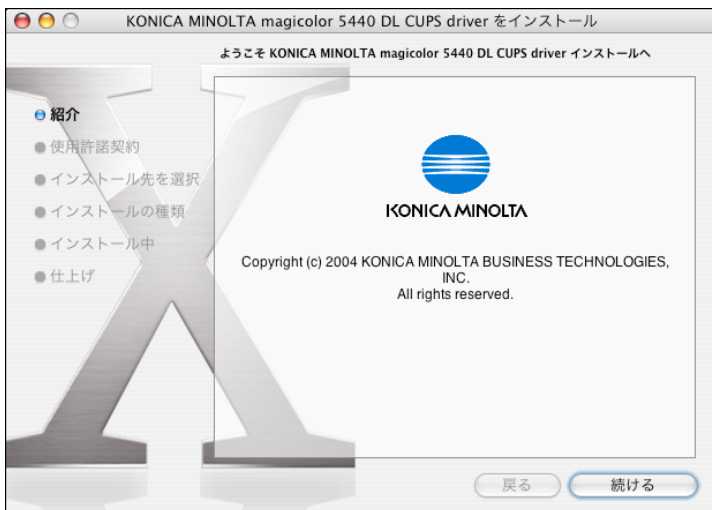 KONICA MINOLTA magicolor 5440 DL CUPS driver をインストール
ようこそ KONICA MINOLTA magicolor 5440 DL CUPS driver インストールへ
紹介
使用許諾契約
インストール先を選択
インストールの種類
インストール中
仕上げ
KONICA MINOLTA
Copyright (c) 2004 KONICA MINOLTA BUSINESS TECHNOLOGIES,
INC.
All rights reserved.
戻る
続ける